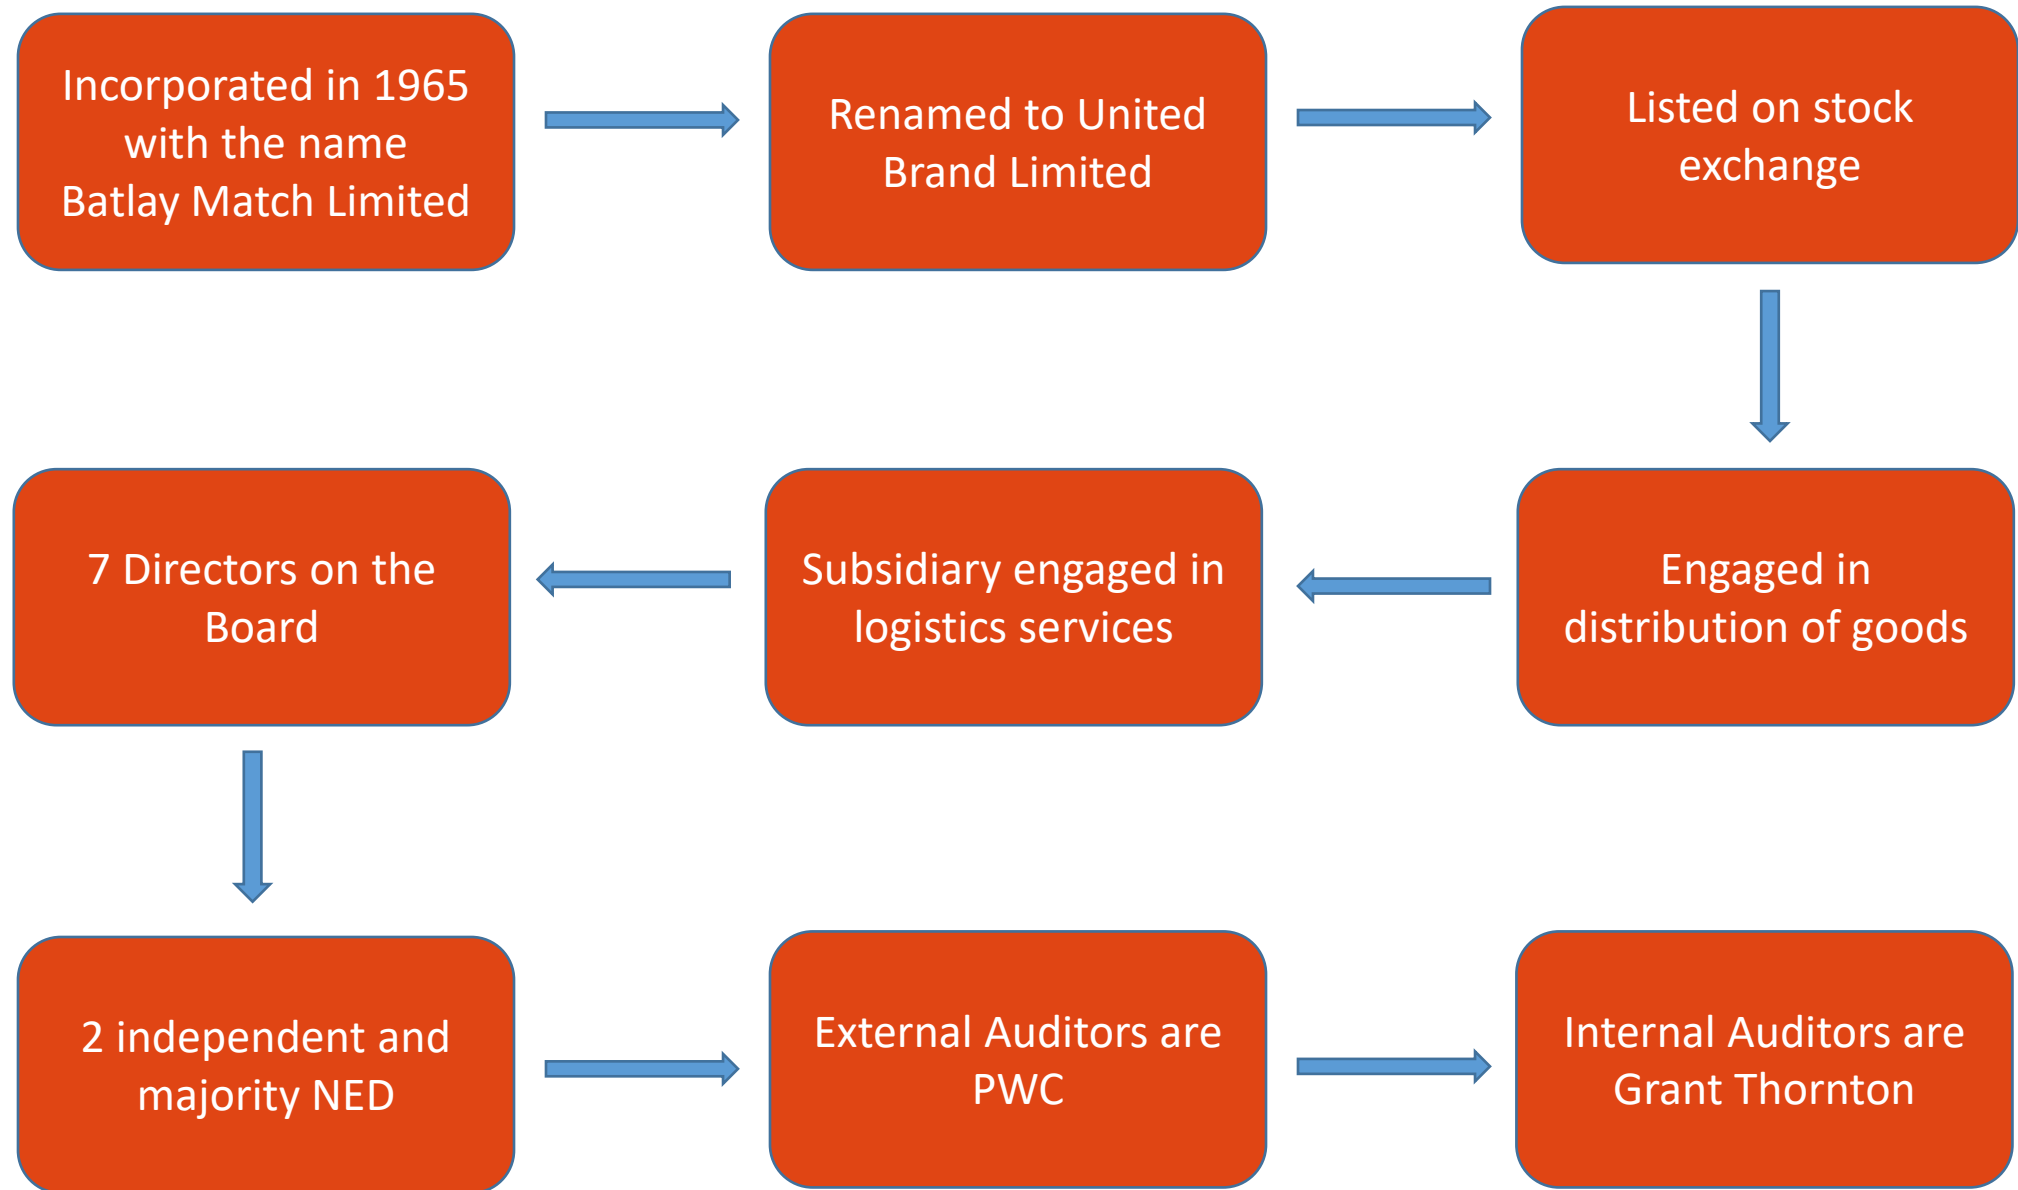 Incorporated in 1965
with the name
Batlay Match Limited
Renamed to United
Brand Limited
Listed on stock
exchange
Engaged in
distribution of goods
Subsidiary engaged in
logistics services
7 Directors on the
Board
2 independent and
majority NED
External Auditors are
PWC
Internal Auditors are
Grant Thornton